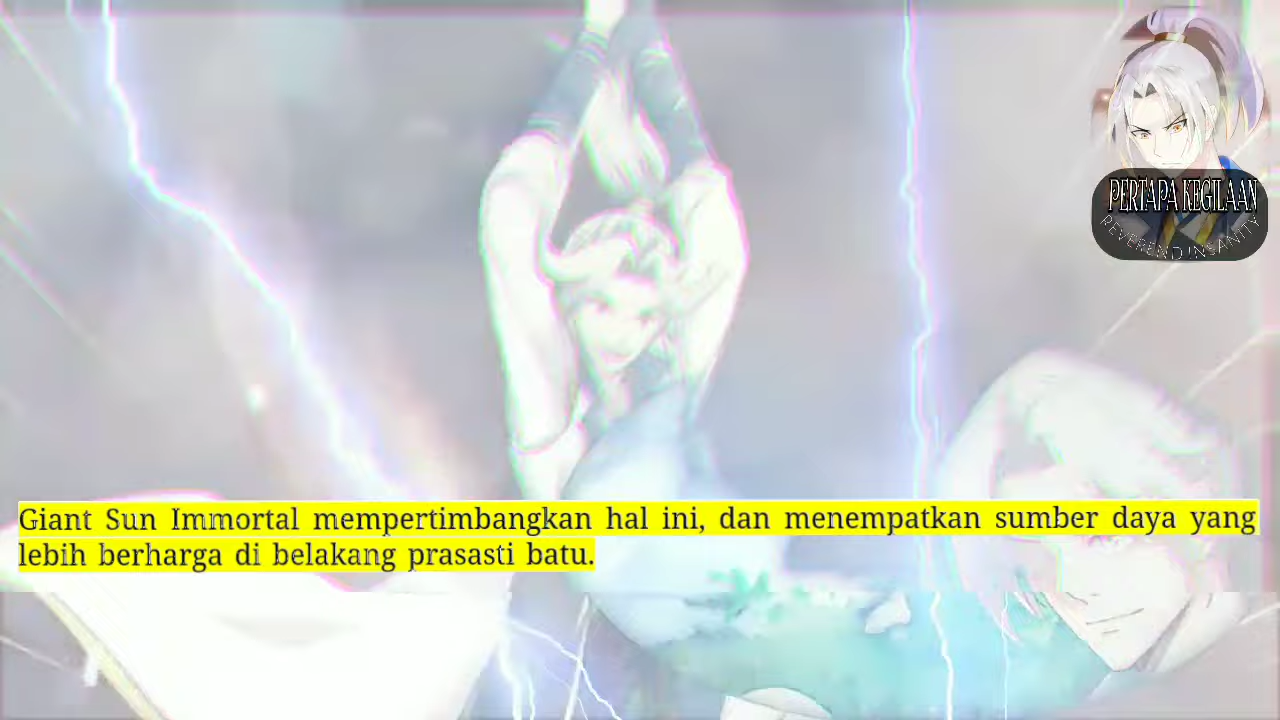 PERTAPA KEGILAAN
REVEREND INSANITY
Giant Sun Immortal mempertimbangkan hal ini, dan menempatkan sumber daya yang
lebih berharga di belakang prasasti batu.